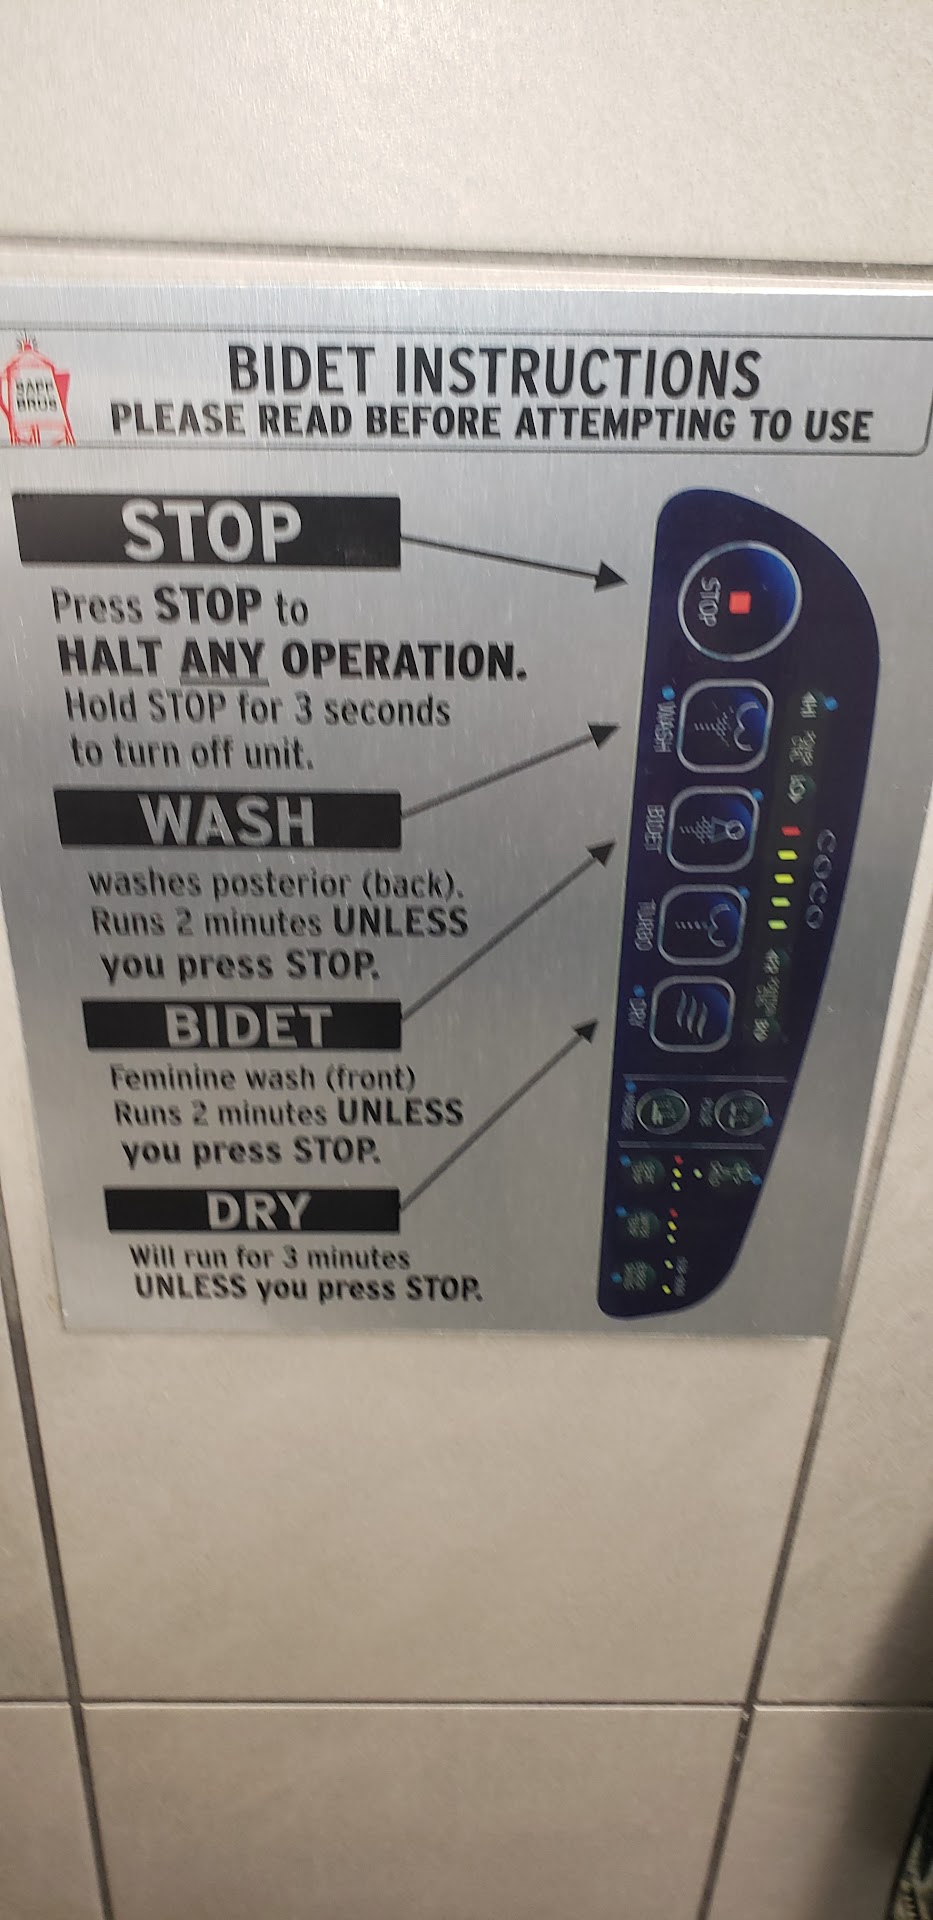 SAPP
BROS
BIDET INSTRUCTIONS
PLEASE READ BEFORE ATTEMPTING TO USE
STOP
Press STOP to
HALT ANY OPERATION.
Hold STOP for 3 seconds
to turn off unit.
WASH
washes posterior (back).
Runs 2 minutes UNLESS
you press STOP.
BIDET
Feminine wash (front)
Runs 2 minutes UNLESS
you press STOP.
DRY
Will run for 3 minutes
UNLESS you press STOP.
STOP
WASH
BIDET
TURBO
DRY
COCO